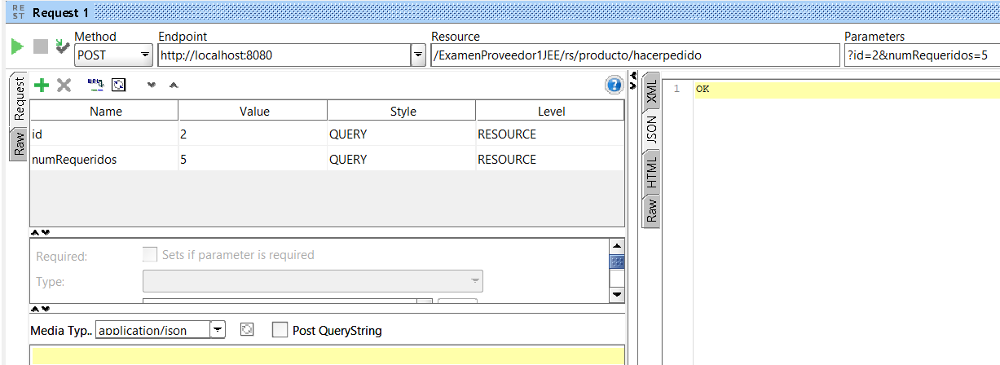 RE
ST
Request 1
Method
Endpoint
Resource
Parameters
POST
http://localhost:8080
/ExamenProveedor1JEE/rs/producto/hacerpedido
?id=2&numRequeridos=5
Request
Raw
Name Value Style Level
id 2 QUERY RESOURCE
numRequeridos 5 QUERY RESOURCE
Required:
Sets if parameter is required
Type:
Media Typ..
application/json
Post QueryString
XML
JSON
HTML
Raw
1 OK